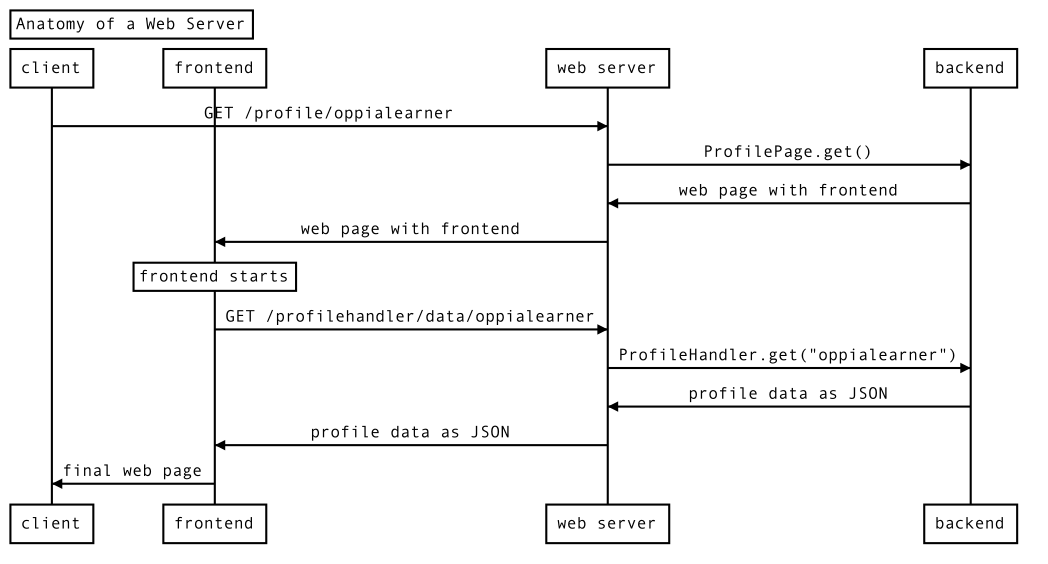 Anatomy of a Web Server
client frontend web server backend
GET /profile/oppialearner
ProfilePage.get()
web page with frontend
web page with frontend
frontend starts
GET /profilehandler/data/oppialearner
ProfileHandler.get("oppialearner")
profile data as JSON
profile data as JSON
final web page
client frontend web server backend